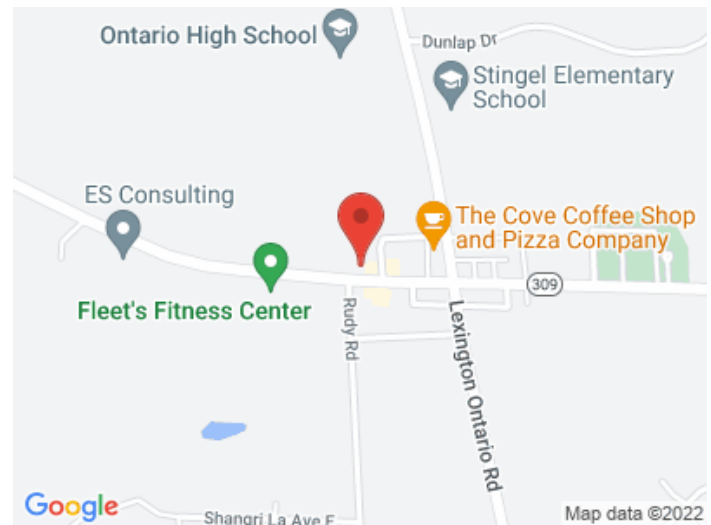 Ontario High School
Dunlap Dr
Stingel Elementary
School
ES Consulting
The Cove Coffee Shop
and Pizza Company
309
Fleet's Fitness Center
Rudy Rd
Lexington Ontario Rd
Google
Shangri La Ave E
Map data ©2022